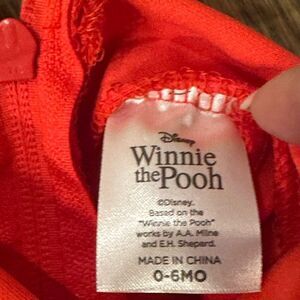 Disney
Winnie
the Pooh
©Disney.
Based on the
"Winnie the Pooh"
works by A.A. Milne
and E.H. Shepard.
MADE IN CHINA
0-6MO